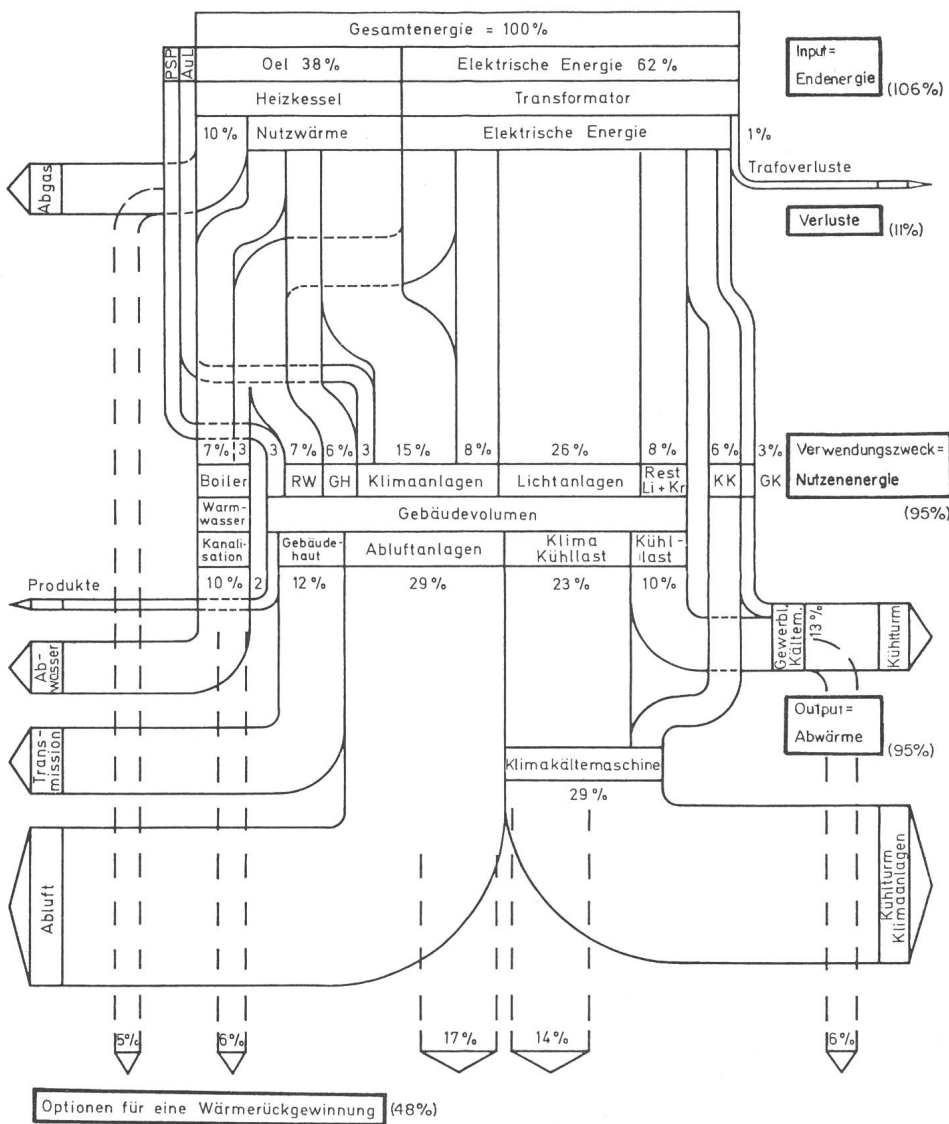 Gesamtenergie = 100%
PSP
AuL
Oel 38%
Elektrische Energie 62%
Input =
Endenergie
(106%)
Heizkessel
Transformator
10%
Nutzwärme
Elektrische Energie
1%
Trafoverluste
Abgas
Verluste
(11%)
7%
3
3
7%
6%
3
15%
8%
26%
8%
6%
3%
Verwendungszweck =
Nutzenenergie
(95%)
Boiler
RW
GH
Klimaanlagen
Lichtanlagen
Rest
Li + Kr
KK
GK
Warm-
wasser
Gebäudevolumen
Kanali-
sation
Gebäude-
haut
Abluftanlagen
Klima
Kühllast
Kühl-
last
10%
2
12%
29%
23%
10%
Produkte
Gewerbl.
Kältem.
13%
Kühlturm
Ab-
wasser
Output =
Abwärme
(95%)
Trans-
mission
Klimakältemaschine
29%
Abluft
Kühlturm
Klimaanlagen
5%
6%
17%
14%
6%
Optionen für eine Wärmerückgewinnung
(48%)